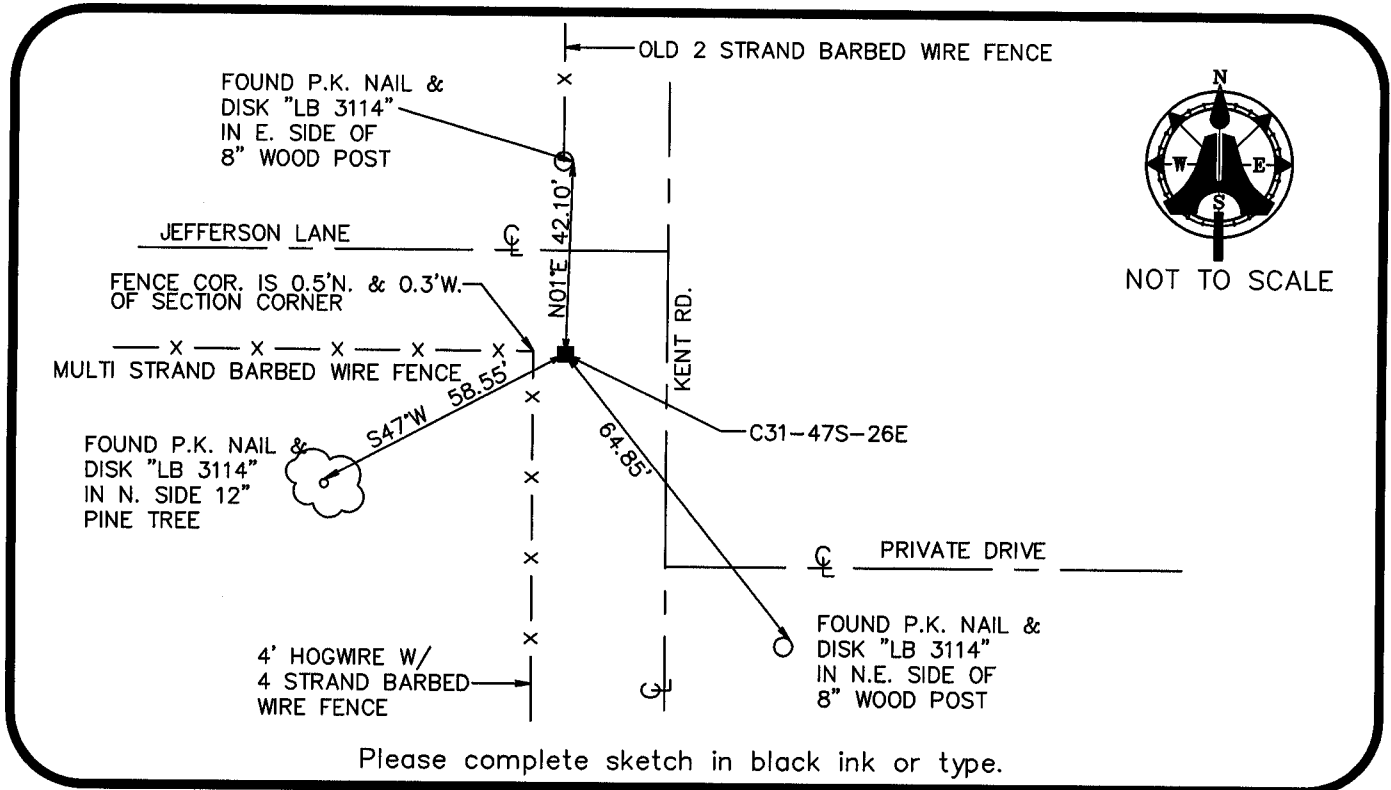 OLD 2 STRAND BARBED WIRE FENCE
FOUND P.K. NAIL &
DISK "LB 3114"
IN E. SIDE OF
8" WOOD POST
N
W
E
S
NOT TO SCALE
N01°E 42.10'
JEFFERSON LANE
℄
FENCE COR. IS 0.5'N. & 0.3'W.
OF SECTION CORNER
KENT RD.
X X X X X
MULTI STRAND BARBED WIRE FENCE
S47°W 58.55'
64.85'
C31-47S-26E
FOUND P.K. NAIL &
DISK "LB 3114"
IN N. SIDE 12"
PINE TREE
℄ PRIVATE DRIVE
FOUND P.K. NAIL &
DISK "LB 3114"
IN N.E. SIDE OF
8" WOOD POST
4' HOGWIRE W/
4 STRAND BARBED
WIRE FENCE
℄
Please complete sketch in black ink or type.